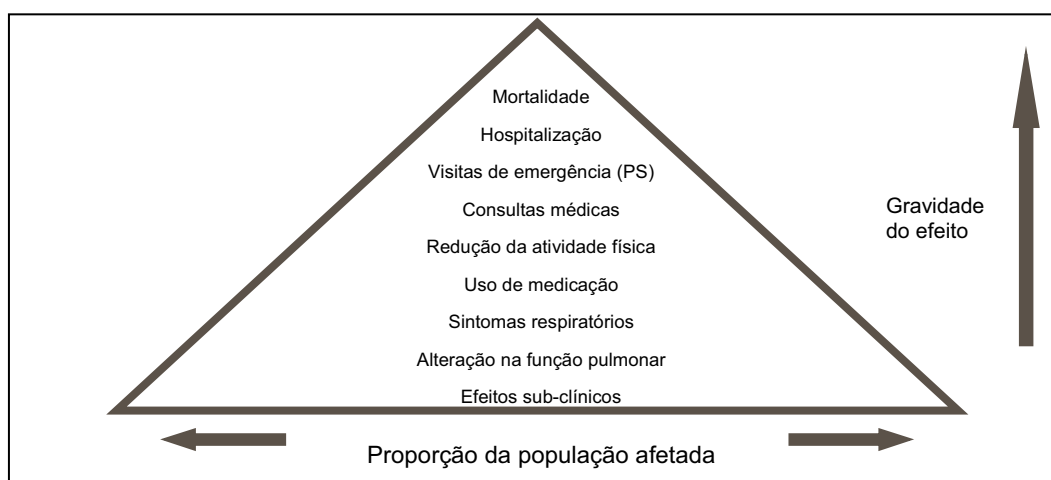 Mortalidade
Hospitalização
Visitas de emergência (PS)
Consultas médicas
Redução da atividade física
Uso de medicação
Sintomas respiratórios
Alteração na função pulmonar
Efeitos sub-clínicos
Gravidade
do efeito
Proporção da população afetada